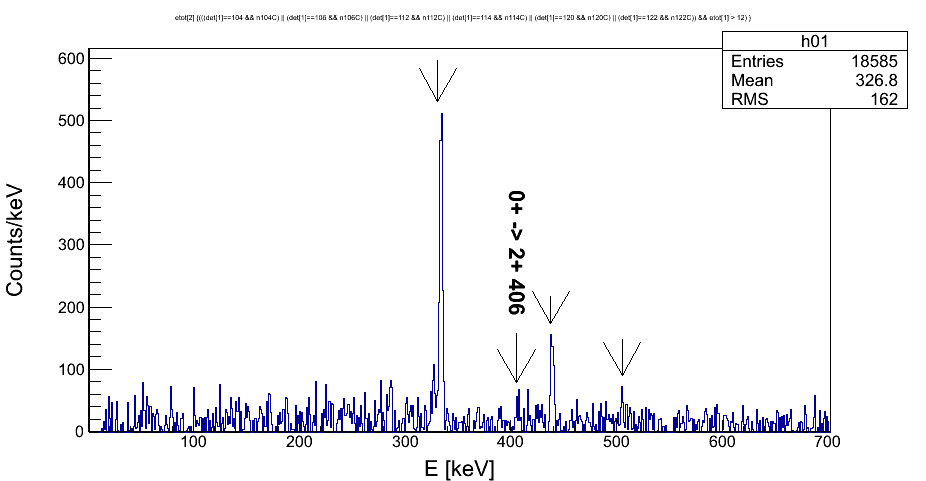 etot[2] {(((det[1]==104 && n104C) || (det[1]==106 && n106C) || (det[1]==112 && n112C) || (det[1]==114 && n114C) || (det[1]==120 && n120C) || (det[1]==122 && n122C)) && etot[1] > 12) }
h01
Entries 18585
Mean 326.8
RMS 162
600
500
400
300
200
100
0
Counts/keV
0+ -> 2+ 406
100 200 300 400 500 600 700
E [keV]